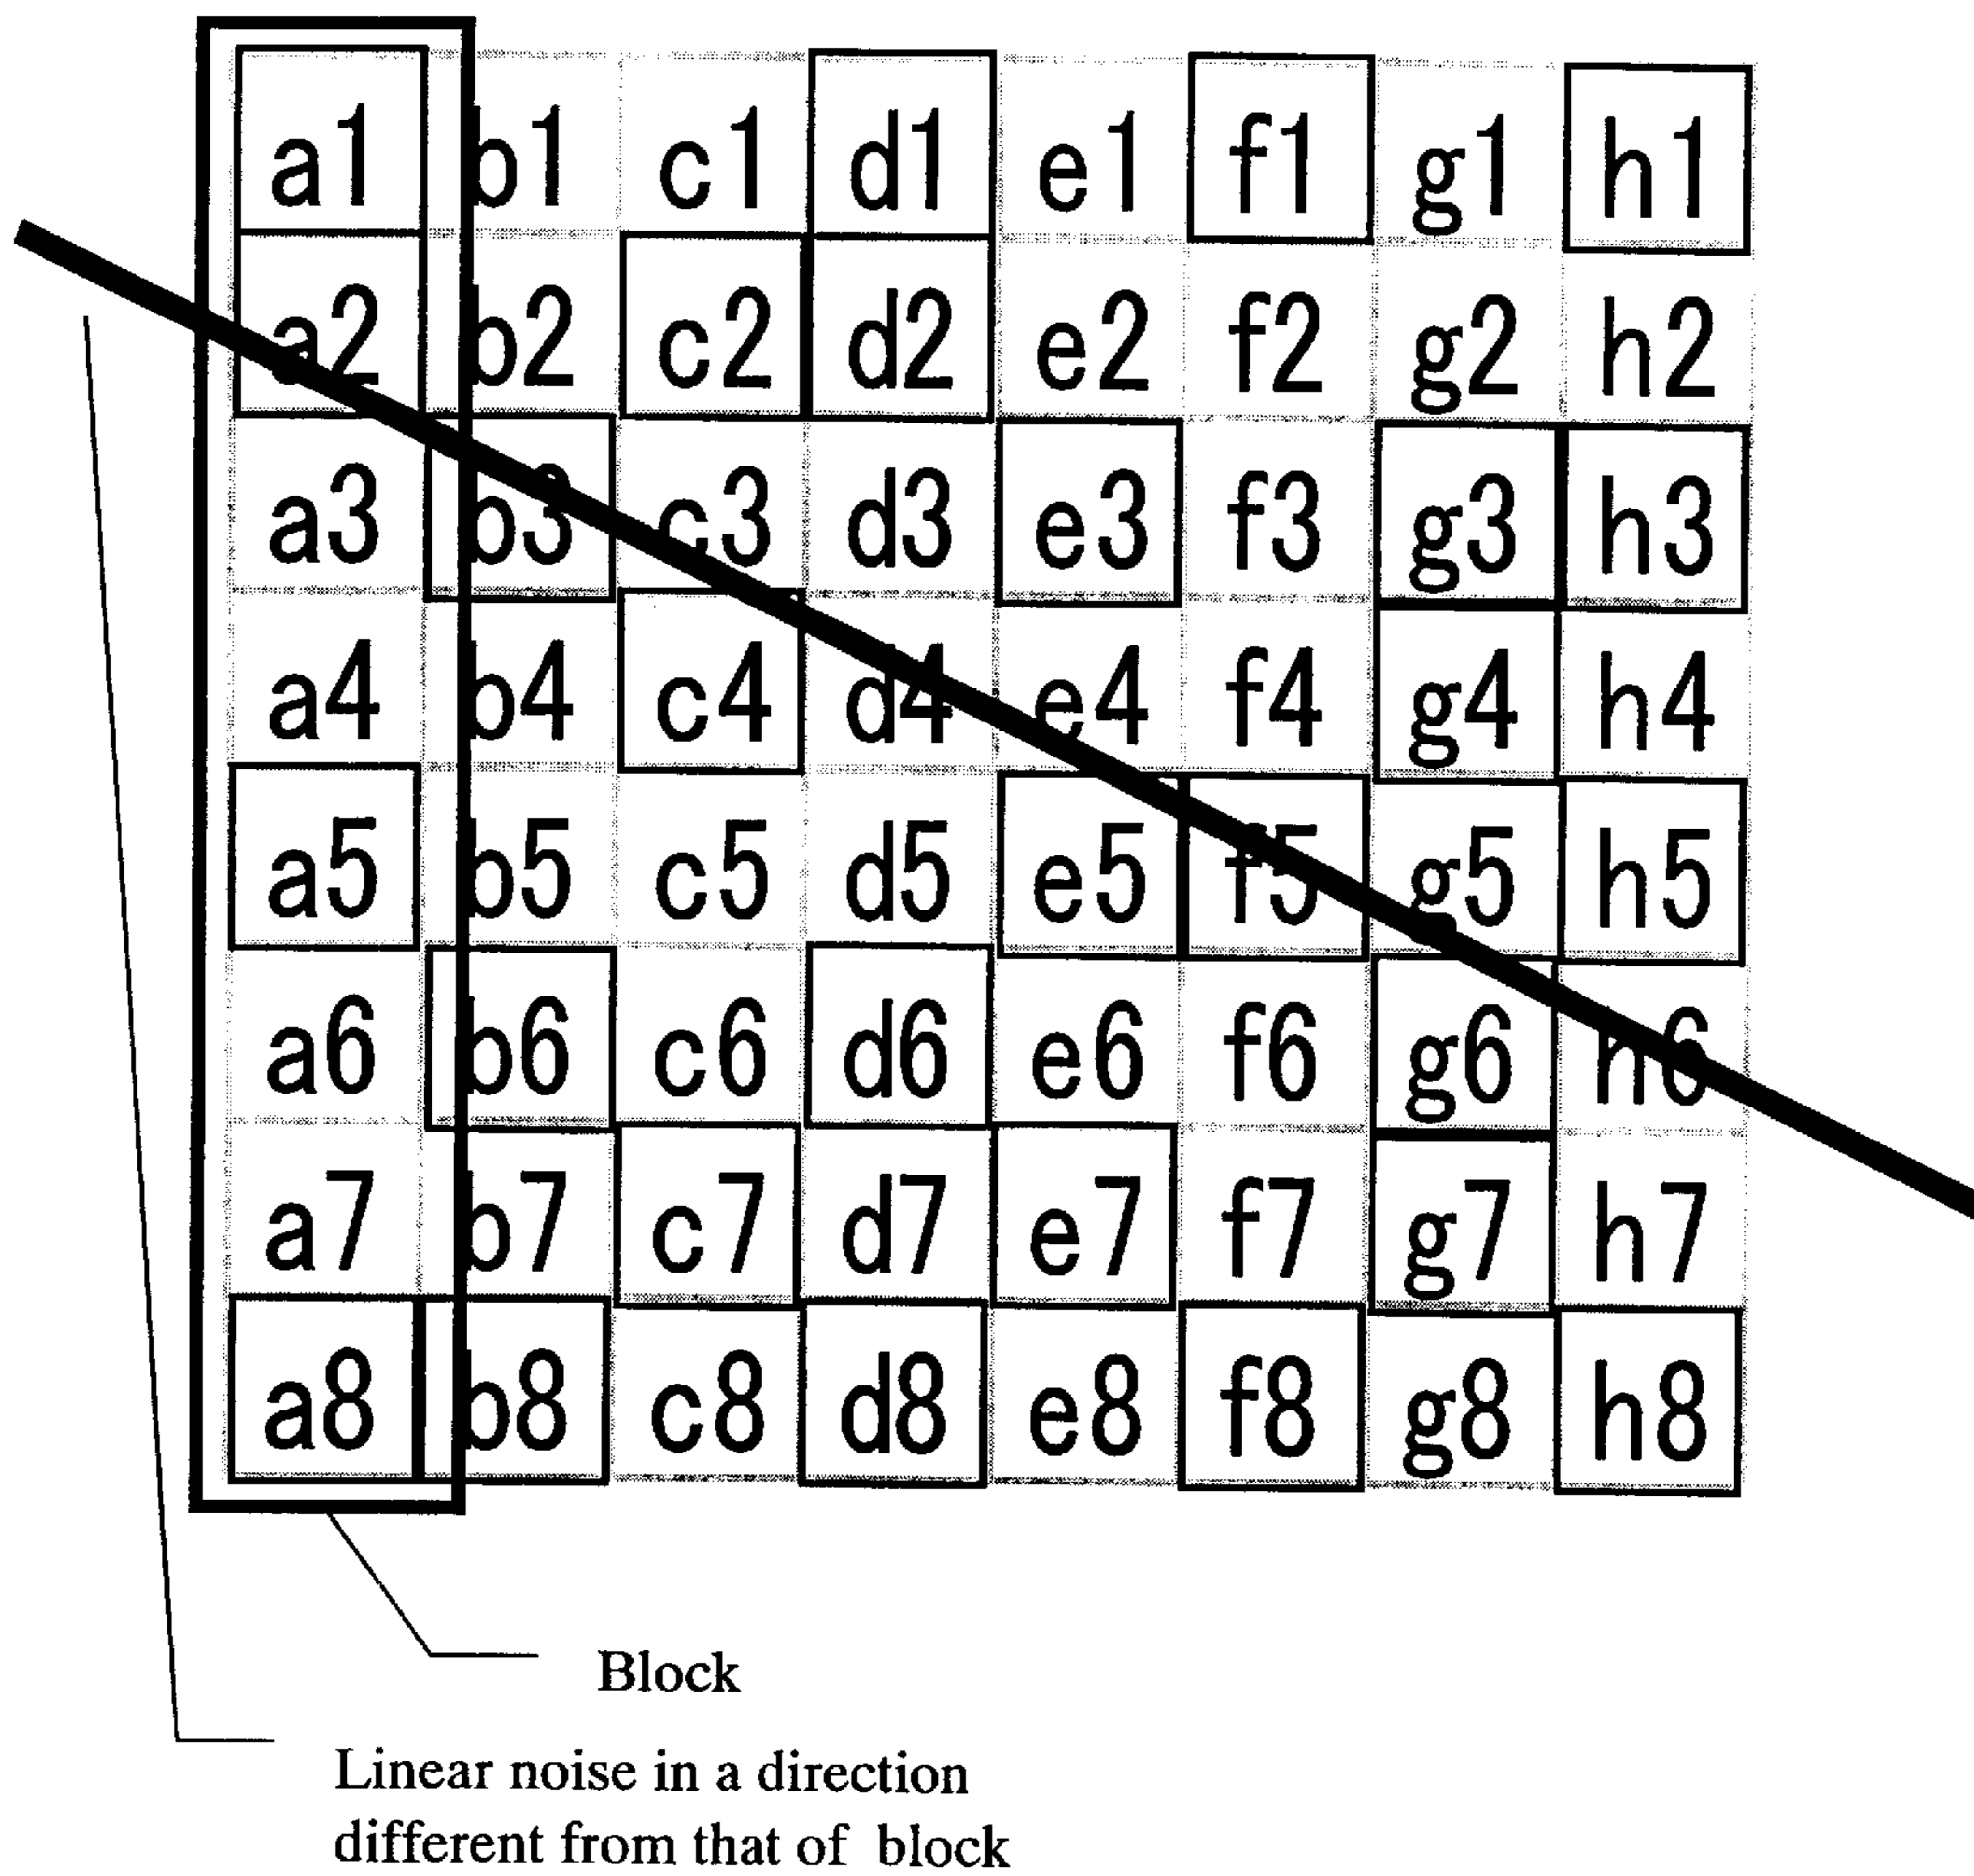 a1 b1 c1 d1 e1 f1 g1 h1
a2 b2 c2 d2 e2 f2 g2 h2
a3 b3 c3 d3 e3 f3 g3 h3
a4 b4 c4 d4 e4 f4 g4 h4
a5 b5 c5 d5 e5 f5 g5 h5
a6 b6 c6 d6 e6 f6 g6 h6
a7 b7 c7 d7 e7 f7 g7 h7
a8 b8 c8 d8 e8 f8 g8 h8
Block
Linear noise in a direction
different from that of block